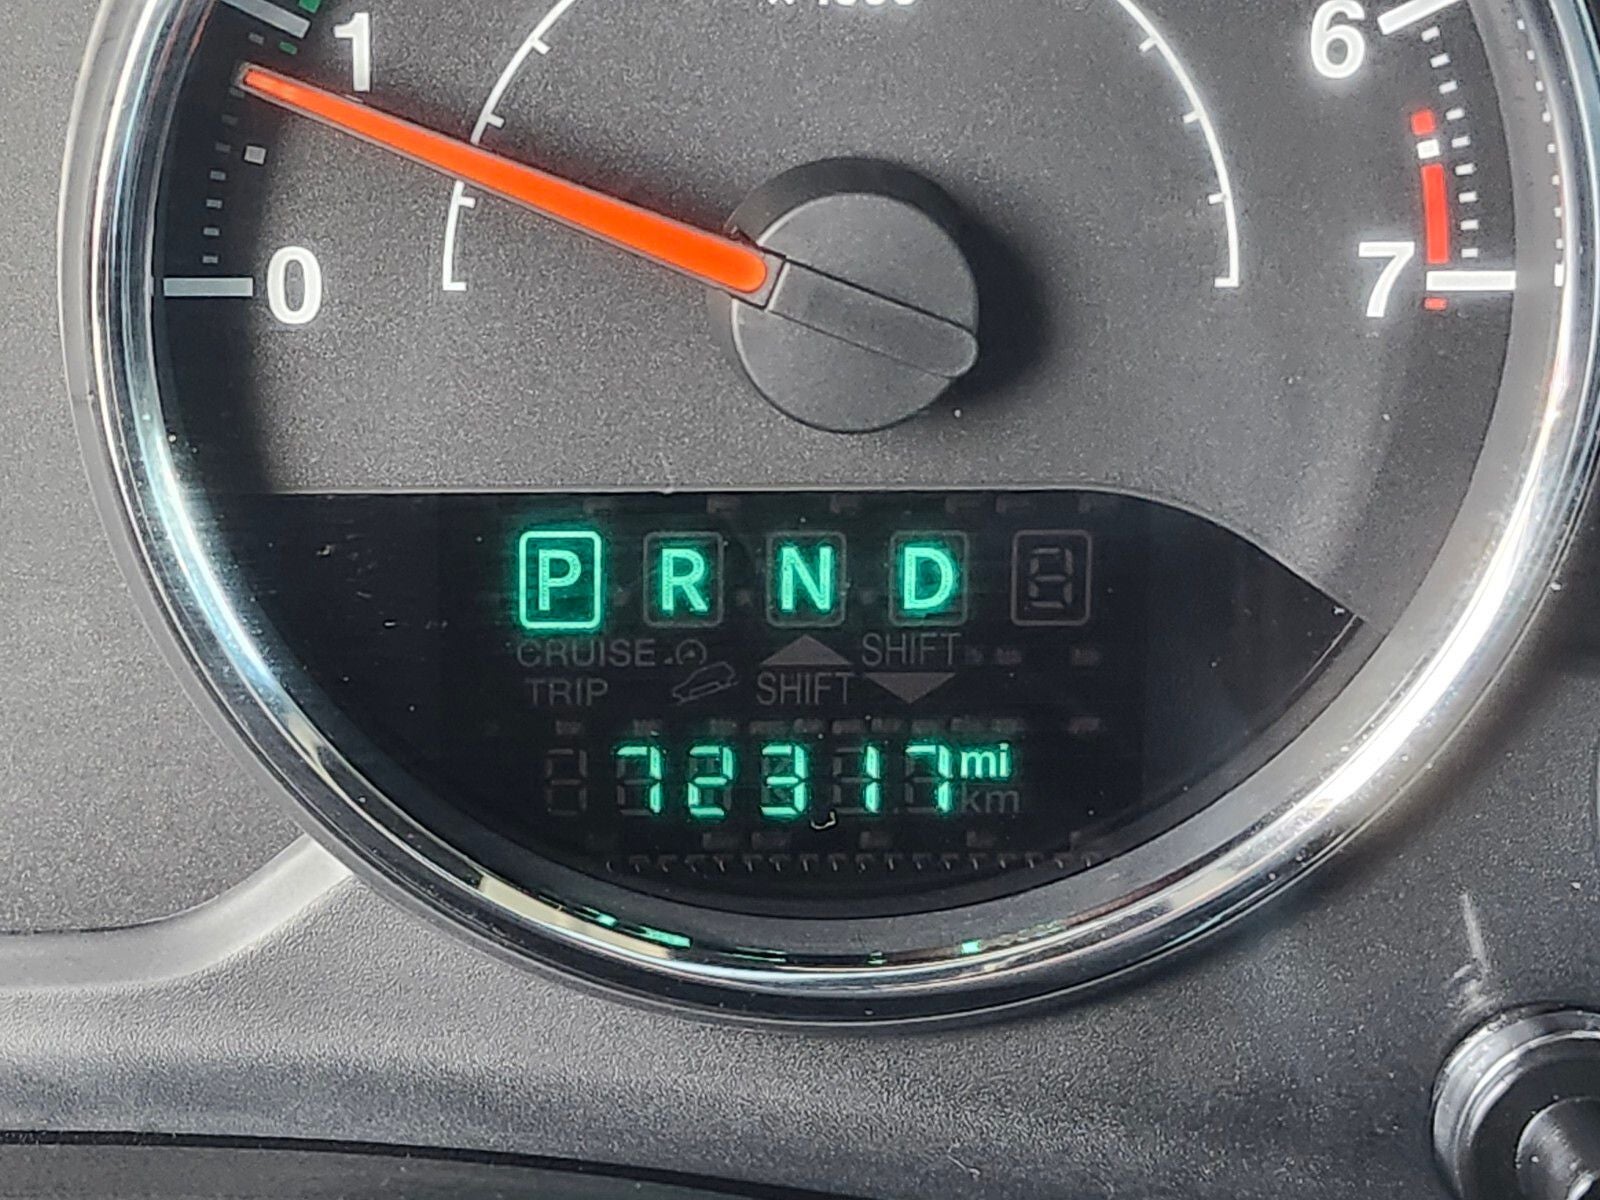 1 6
0 7
P R N D
CRUISE SHIFT
TRIP SHIFT
72317 mi
km